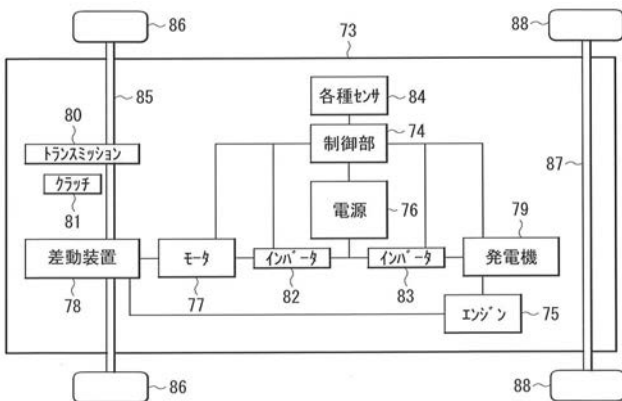 86
88
73
85
各種センサ
84
80
74
制御部
トランスミッション
87
クラッチ
電源
76
79
81
差動装置
モータ
インバータ
インバータ
発電機
78
77
82
83
エンジン
75
86
88